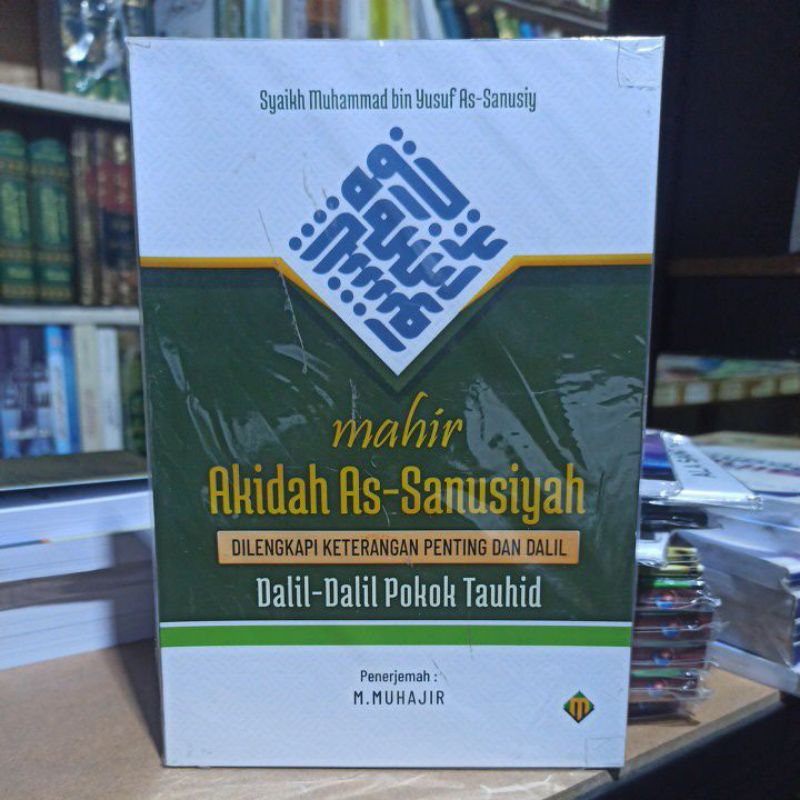 Syaikh Muhammad bin Yusuf As-Sanusiy
mahir
Akidah As-Sanusiyah
DILENGKAPI KETERANGAN PENTING DAN DALIL
Dalil-Dalil Pokok Tauhid
Penerjemah :
M.MUHAJIR